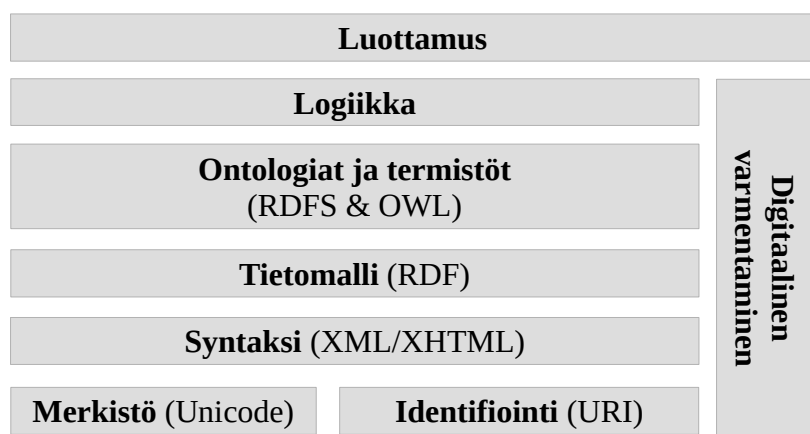 Luottamus
Logiikka
Ontologiat ja termistöt
(RDFS & OWL)
Tietomalli (RDF)
Syntaksi (XML/XHTML)
Merkistö (Unicode)
Identifiointi (URI)
Digitaalinen
varmentaminen